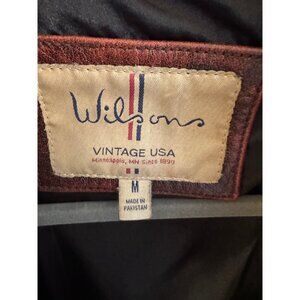 Wilsons
VINTAGE USA
Minneapolis, MN Since 1899
M
MADE IN
PAKISTAN